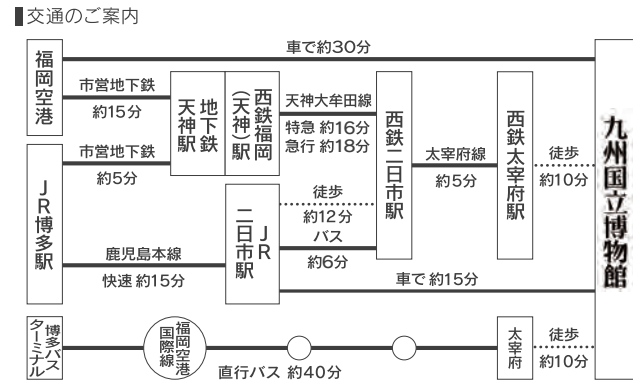 交通のご案内
車で約30分
福岡空港
市営地下鉄
約15分
地下鉄
天神駅
西鉄福岡
(天神)駅
天神大牟田線
特急 約16分
急行 約18分
西鉄二日市駅
太宰府線
約5分
西鉄太宰府駅
徒歩
約10分
九州国立博物館
JR博多駅
市営地下鉄
約5分
鹿児島本線
快速 約15分
JR
二日市駅
徒歩
約12分
バス
約6分
車で 約15分
博多バス
ターミナル
福岡空港
国際線
直行バス 約40分
太宰府
徒歩
約10分